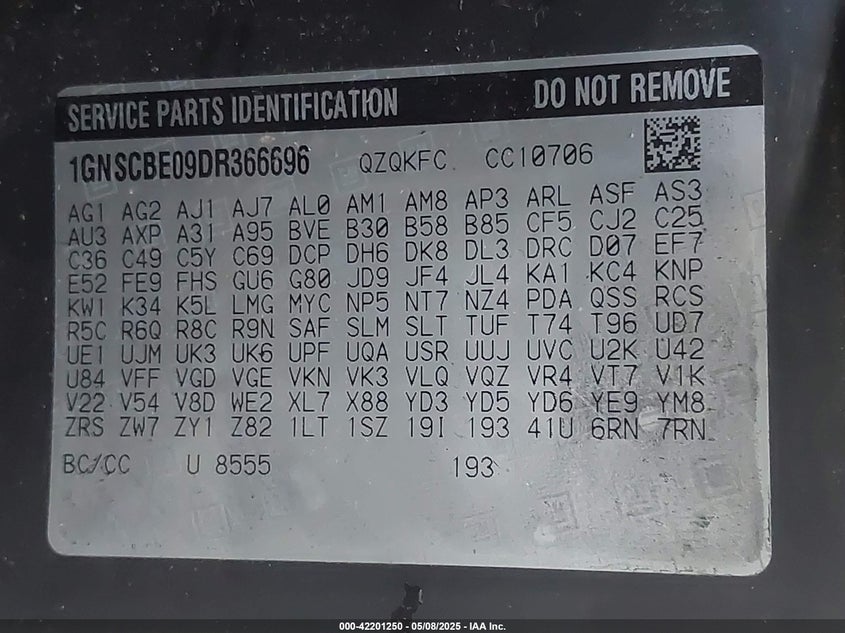 SERVICE PARTS IDENTIFICATION DO NOT REMOVE
1GNSCBE09DR366696 QZQKFC CC10706
AG1 AG2 AJ1 AJ7 AL0 AM1 AM8 AP3 ARL ASF AS3
AU3 AXP A31 A95 BVE B30 B58 B85 CF5 CJ2 C25
C36 C49 C5Y C69 DCP DH6 DK8 DL3 DRC D07 EF7
E52 FE9 FHS GU6 G80 JD9 JF4 JL4 KA1 KC4 KNP
KW1 K34 K5L LMG MYC NP5 NT7 NZ4 PDA QSS RCS
R5C R6Q R8C R9N SAF SLM SLT TUF T74 T96 UD7
UE1 UJM UK3 UK6 UPF UQA USR UUJ UVC U2K U42
U84 VFF VGD VGE VKN VK3 VLQ VQZ VR4 VT7 V1K
V22 V54 V8D WE2 XL7 X88 YD3 YD5 YD6 YE9 YM8
ZRS ZW7 ZY1 Z82 1LT 1SZ 19I 193 41U 6RN 7RN
BC/CC U 8555 193
000-42201250 - 05/08/2025 - IAA Inc.